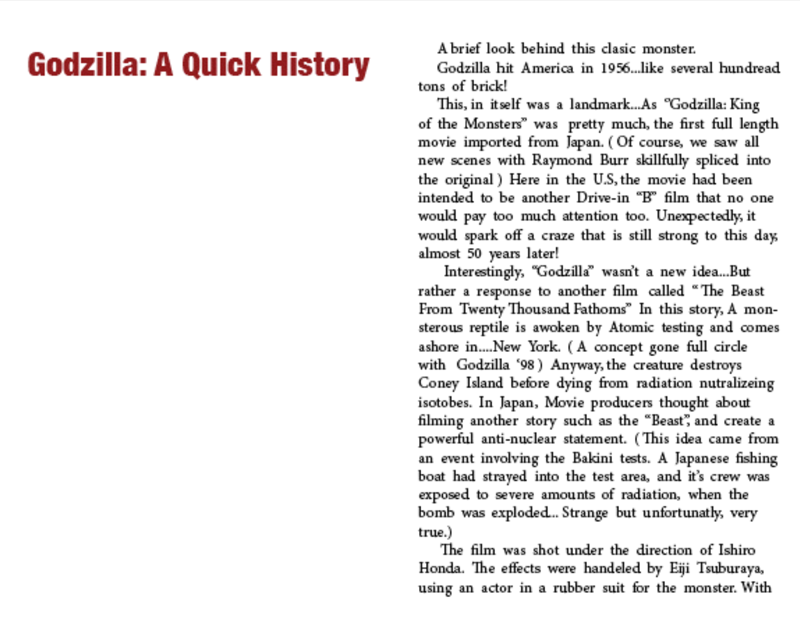 Godzilla: A Quick History
A brief look behind this clasic monster.
Godzilla hit America in 1956...like several hundread
tons of brick!
This, in itself was a landmark...As “Godzilla: King
of the Monsters” was pretty much, the first full length
movie imported from Japan. ( Of course, we saw all
new scenes with Raymond Burr skillfully spliced into
the original ) Here in the U.S, the movie had been
intended to be another Drive-in “B” film that no one
would pay too much attention too. Unexpectedly, it
would spark off a craze that is still strong to this day,
almost 50 years later!
Interestingly, “Godzilla” wasn’t a new idea...But
rather a response to another film called “ The Beast
From Twenty Thousand Fathoms” In this story, A mon-
sterous reptile is awoken by Atomic testing and comes
ashore in....New York. ( A concept gone full circle
with Godzilla ‘98 ) Anyway, the creature destroys
Coney Island before dying from radiation nutralizeing
isotobes. In Japan, Movie producers thought about
filming another story such as the “Beast”, and create a
powerful anti-nuclear statement. ( This idea came from
an event involving the Bakini tests. A Japanese fishing
boat had strayed into the test area, and it’s crew was
exposed to severe amounts of radiation, when the
bomb was exploded... Strange but unfortunatly, very
true.)
The film was shot under the direction of Ishiro
Honda. The effects were handeled by Eiji Tsuburaya,
using an actor in a rubber suit for the monster. With